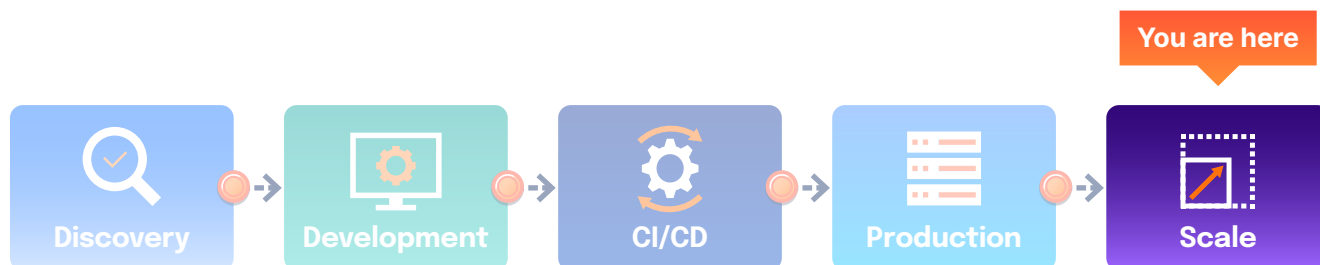 You are here
Discovery
Development
CI/CD
Production
Scale